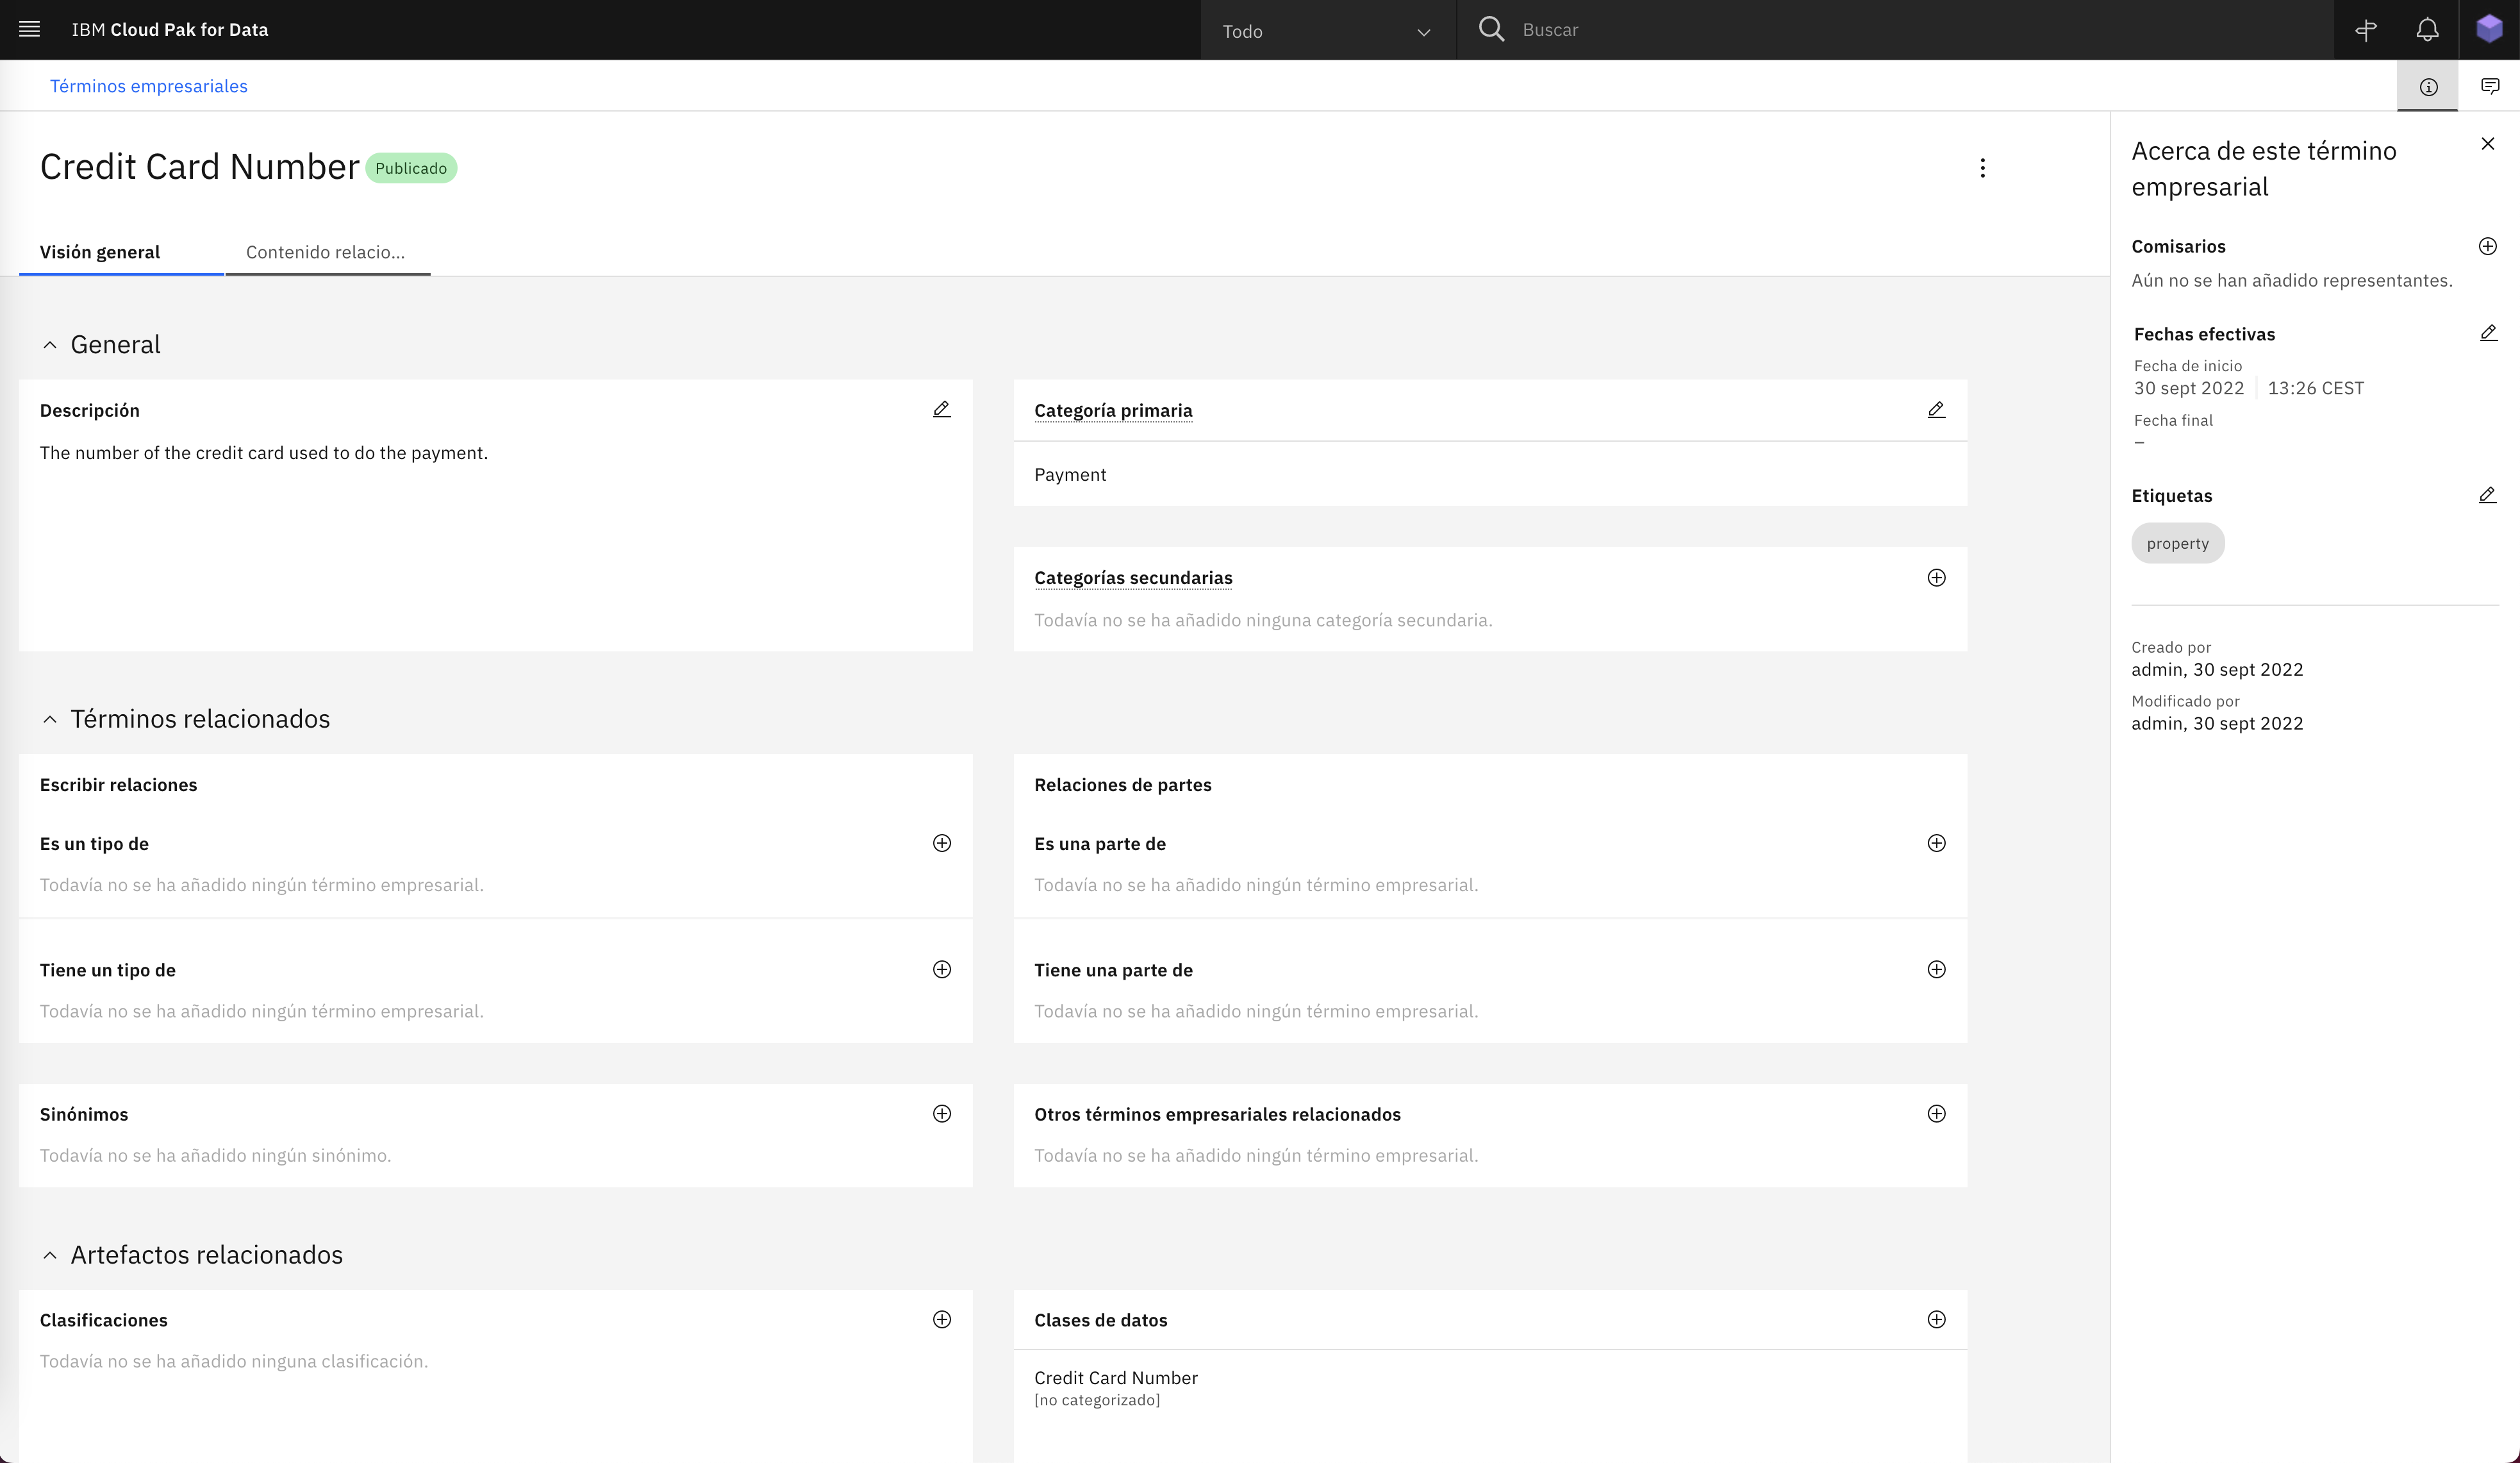 IBM Cloud Pak for Data
Todo
Buscar
Términos empresariales
Credit Card Number
Publicado
Visión general
Contenido relacio...
General
Descripción
The number of the credit card used to do the payment.
Categoría primaria
Payment
Categorías secundarias
Todavía no se ha añadido ninguna categoría secundaria.
Términos relacionados
Escribir relaciones
Es un tipo de
Todavía no se ha añadido ningún término empresarial.
Tiene un tipo de
Todavía no se ha añadido ningún término empresarial.
Relaciones de partes
Es una parte de
Todavía no se ha añadido ningún término empresarial.
Tiene una parte de
Todavía no se ha añadido ningún término empresarial.
Sinónimos
Todavía no se ha añadido ningún sinónimo.
Otros términos empresariales relacionados
Todavía no se ha añadido ningún término empresarial.
Artefactos relacionados
Clasificaciones
Todavía no se ha añadido ninguna clasificación.
Clases de datos
Credit Card Number
[no categorizado]
Acerca de este término
empresarial
Comisarios
Aún no se han añadido representantes.
Fechas efectivas
Fecha de inicio
30 sept 2022 13:26 CEST
Fecha final
–
Etiquetas
property
Creado por
admin, 30 sept 2022
Modificado por
admin, 30 sept 2022